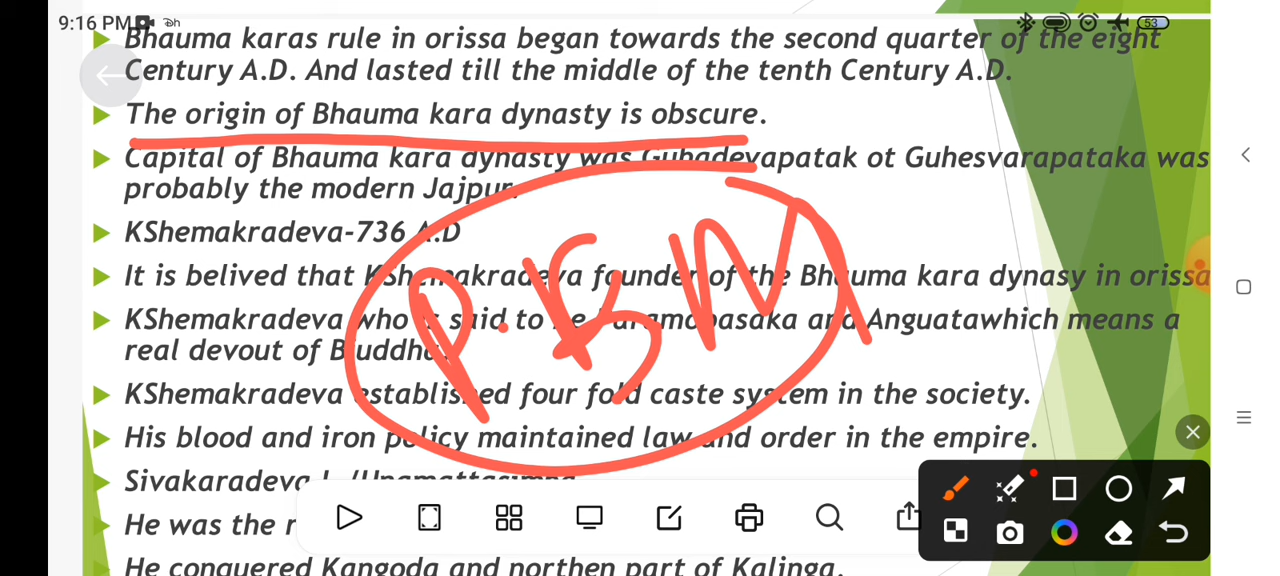 9:16 PM
53
Bhauma karas rule in orissa began towards the second quarter of the eight
Century A.D. And lasted till the middle of the tenth Century A.D.
The origin of Bhauma kara dynasty is obscure.
Capital of Bhauma kara dynasty was Guhadevapatak ot Guhesvarapataka was
probably the modern Jajpur.
KShemakradeva-736 A.D
It is belived that KShemakradeva founder of the Bhauma kara dynasy in orissa
KShemakradeva who is said to be Paramopasaka and Anguatawhich means a
real devout of Buddha.
KShemakradeva established four fold caste system in the society.
His blood and iron policy maintained law and order in the empire.
Sivakaradeva I
He was the
He conquered Kangoda and northen part of Kalinga.